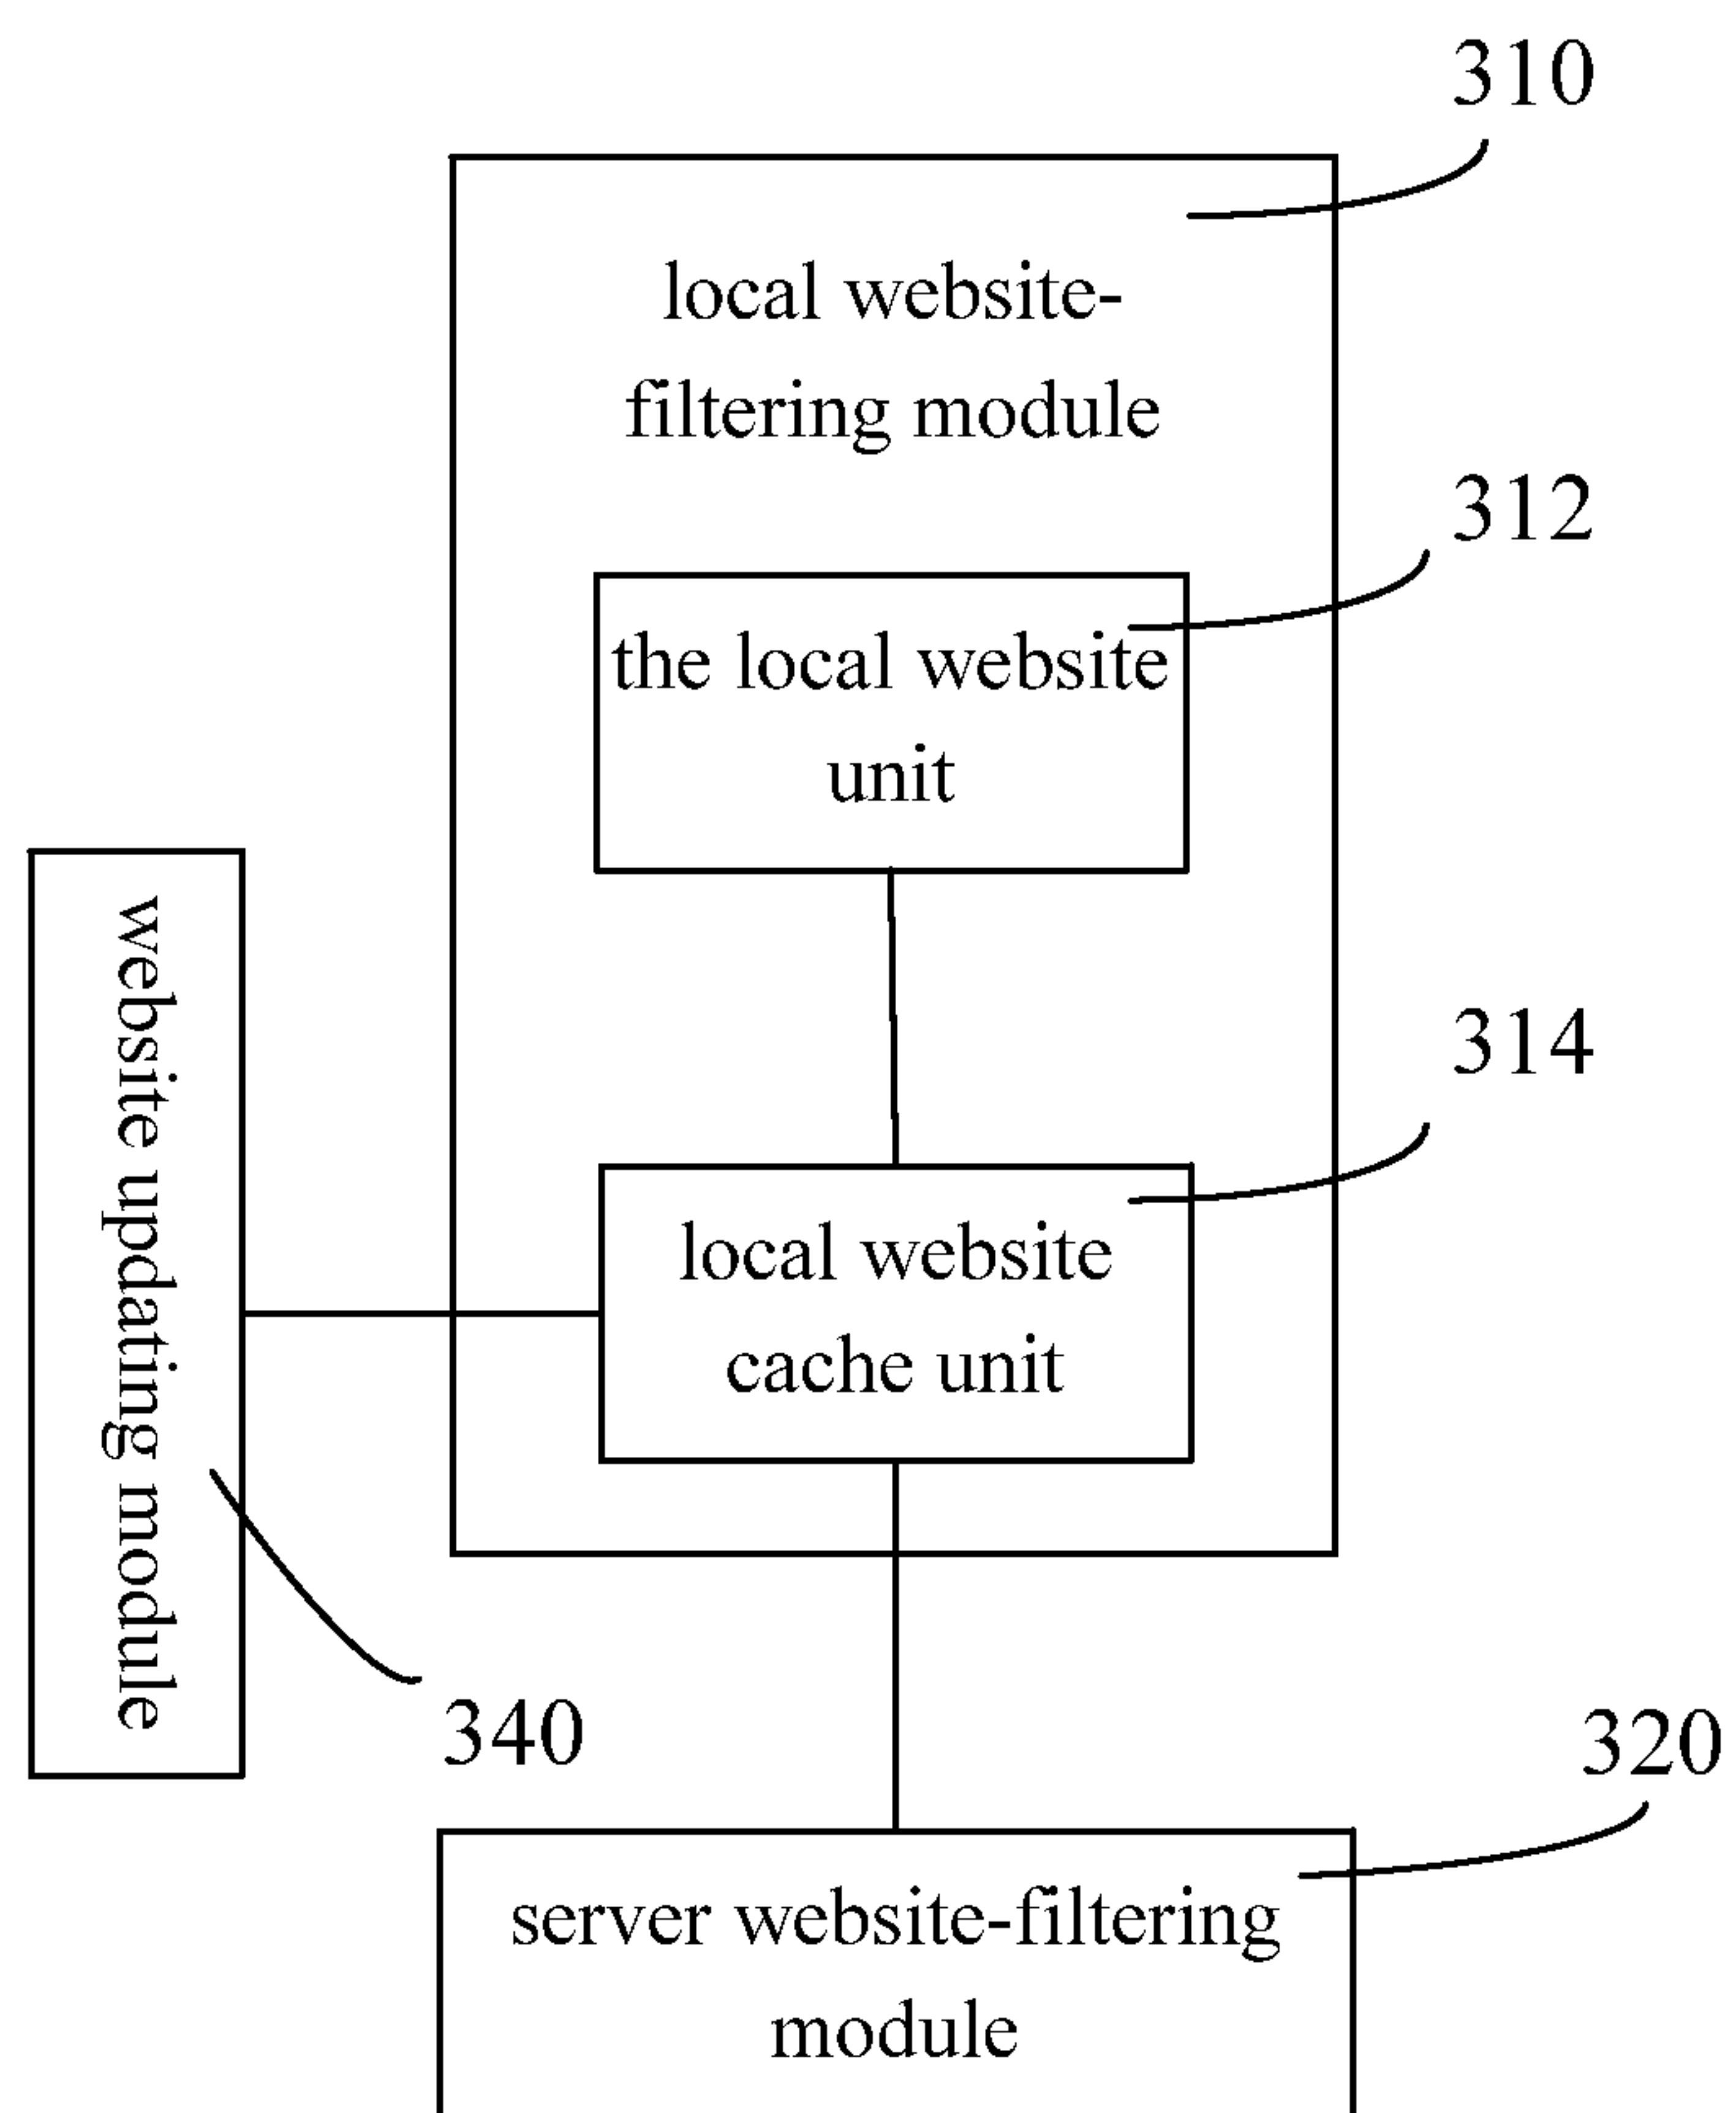 310
local website-
filtering module
312
the local website
unit
314
local website
cache unit
website updating module
340
320
server website-filtering
module